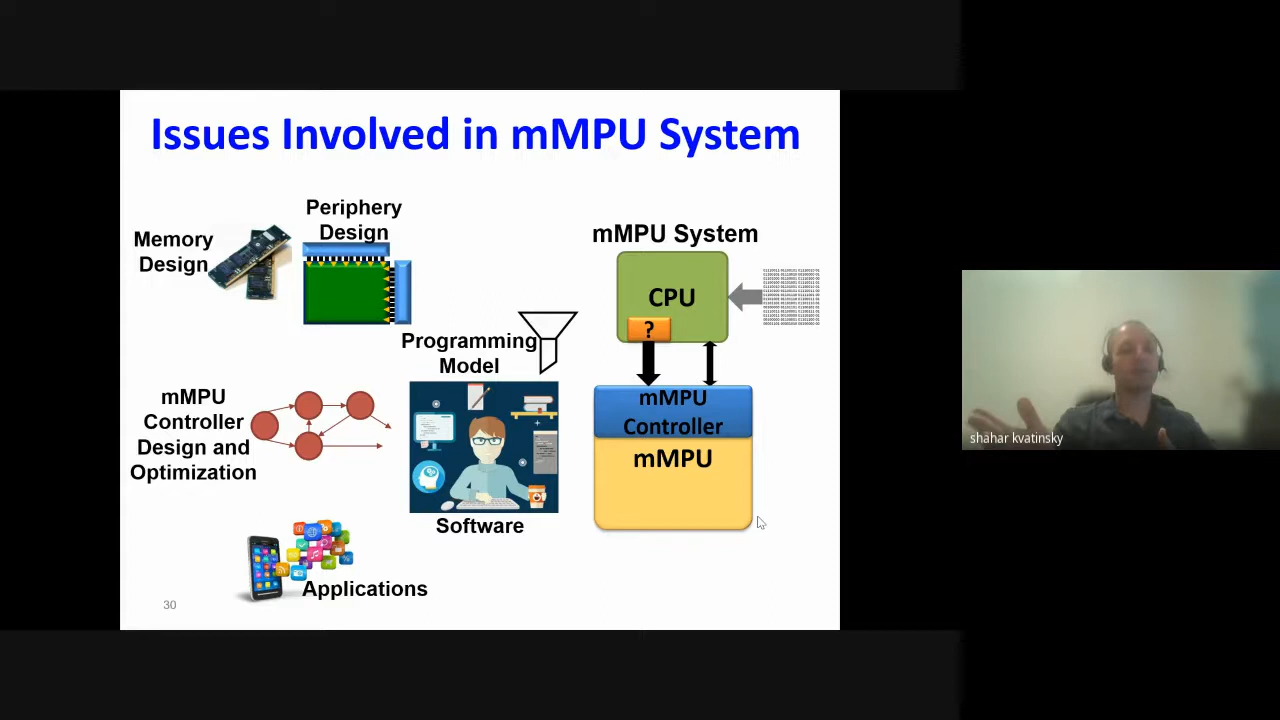 Issues Involved in mMPU System
Periphery
Design
Memory
Design
mMPU System
CPU
?
Programming
Model
mMPU
Controller
Design and
Optimization
mMPU
Controller
mMPU
Software
Applications
30
shahar kvatinsky